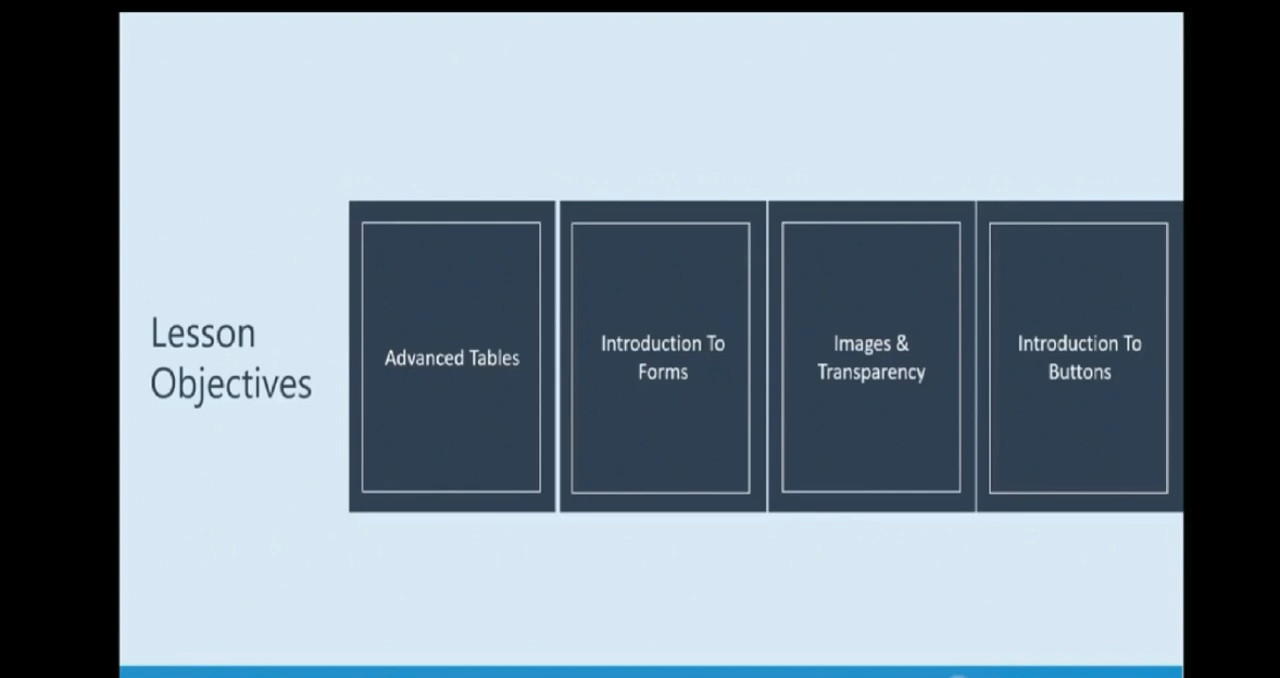 Lesson
Objectives
Advanced Tables
Introduction To
Forms
Images &
Transparency
Introduction To
Buttons